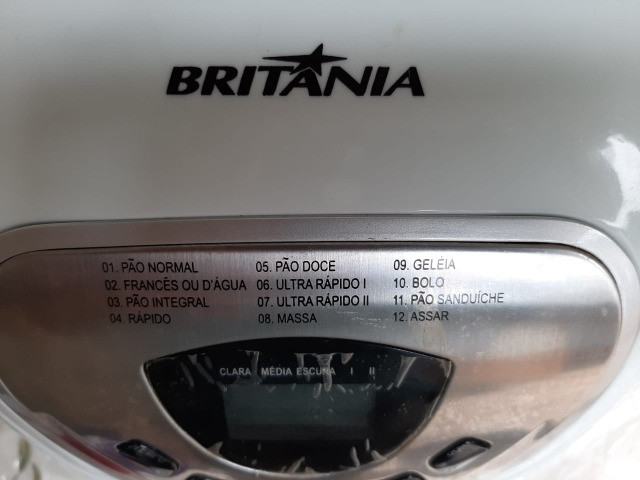 BRITANIA
01. PÃO NORMAL
02. FRANCÊS OU D'ÁGUA
03. PÃO INTEGRAL
04. RÁPIDO
05. PÃO DOCE
06. ULTRA RÁPIDO I
07. ULTRA RÁPIDO II
08. MASSA
09. GELÉIA
10. BOLO
11. PÃO SANDUÍCHE
12. ASSAR
CLARA MÉDIA ESCURA I II